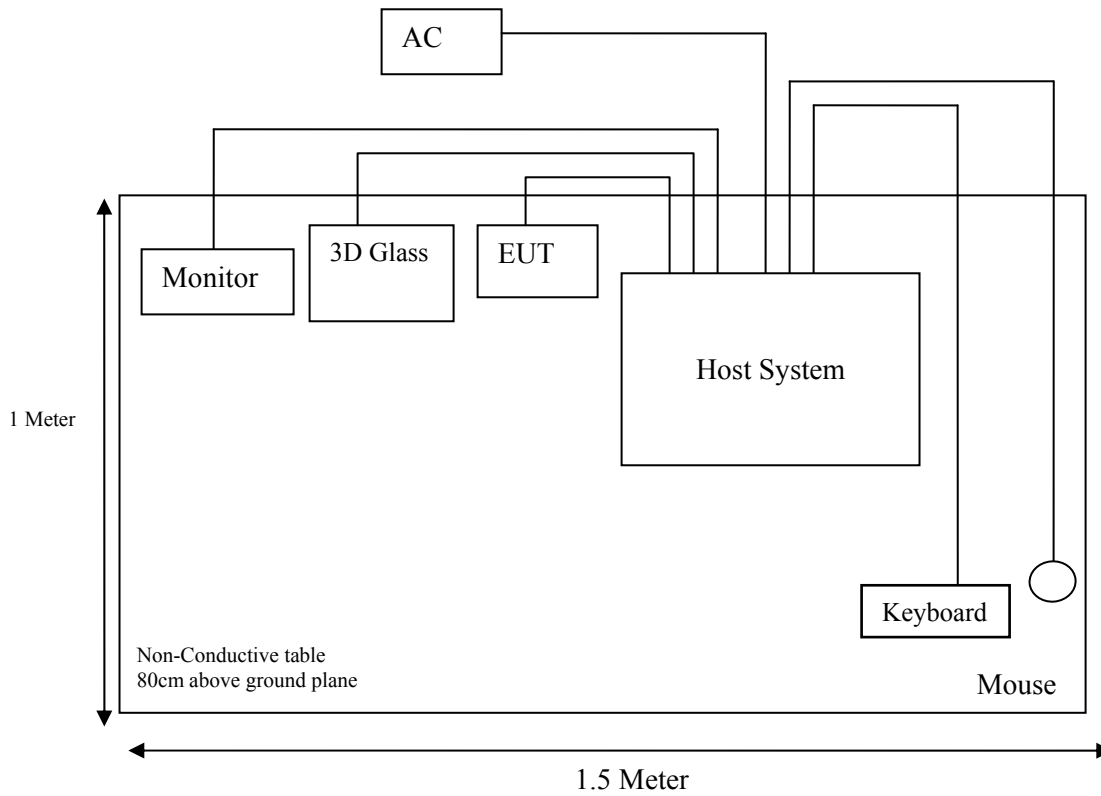 AC
3D Glass
EUT
Monitor
Host System
1 Meter
Keyboard
Non-Conductive table
80cm above ground plane
Mouse
1.5 Meter